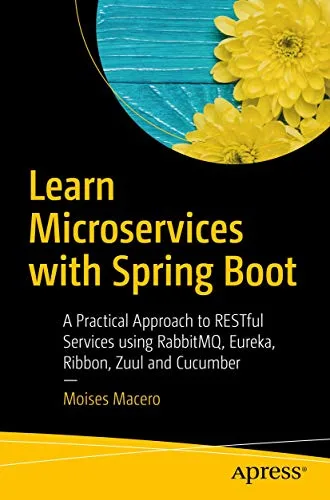 Learn
Microservices
with Spring Boot
A Practical Approach to RESTful
Services using RabbitMQ, Eureka,
Ribbon, Zuul and Cucumber
—
Moises Macero
Apress®